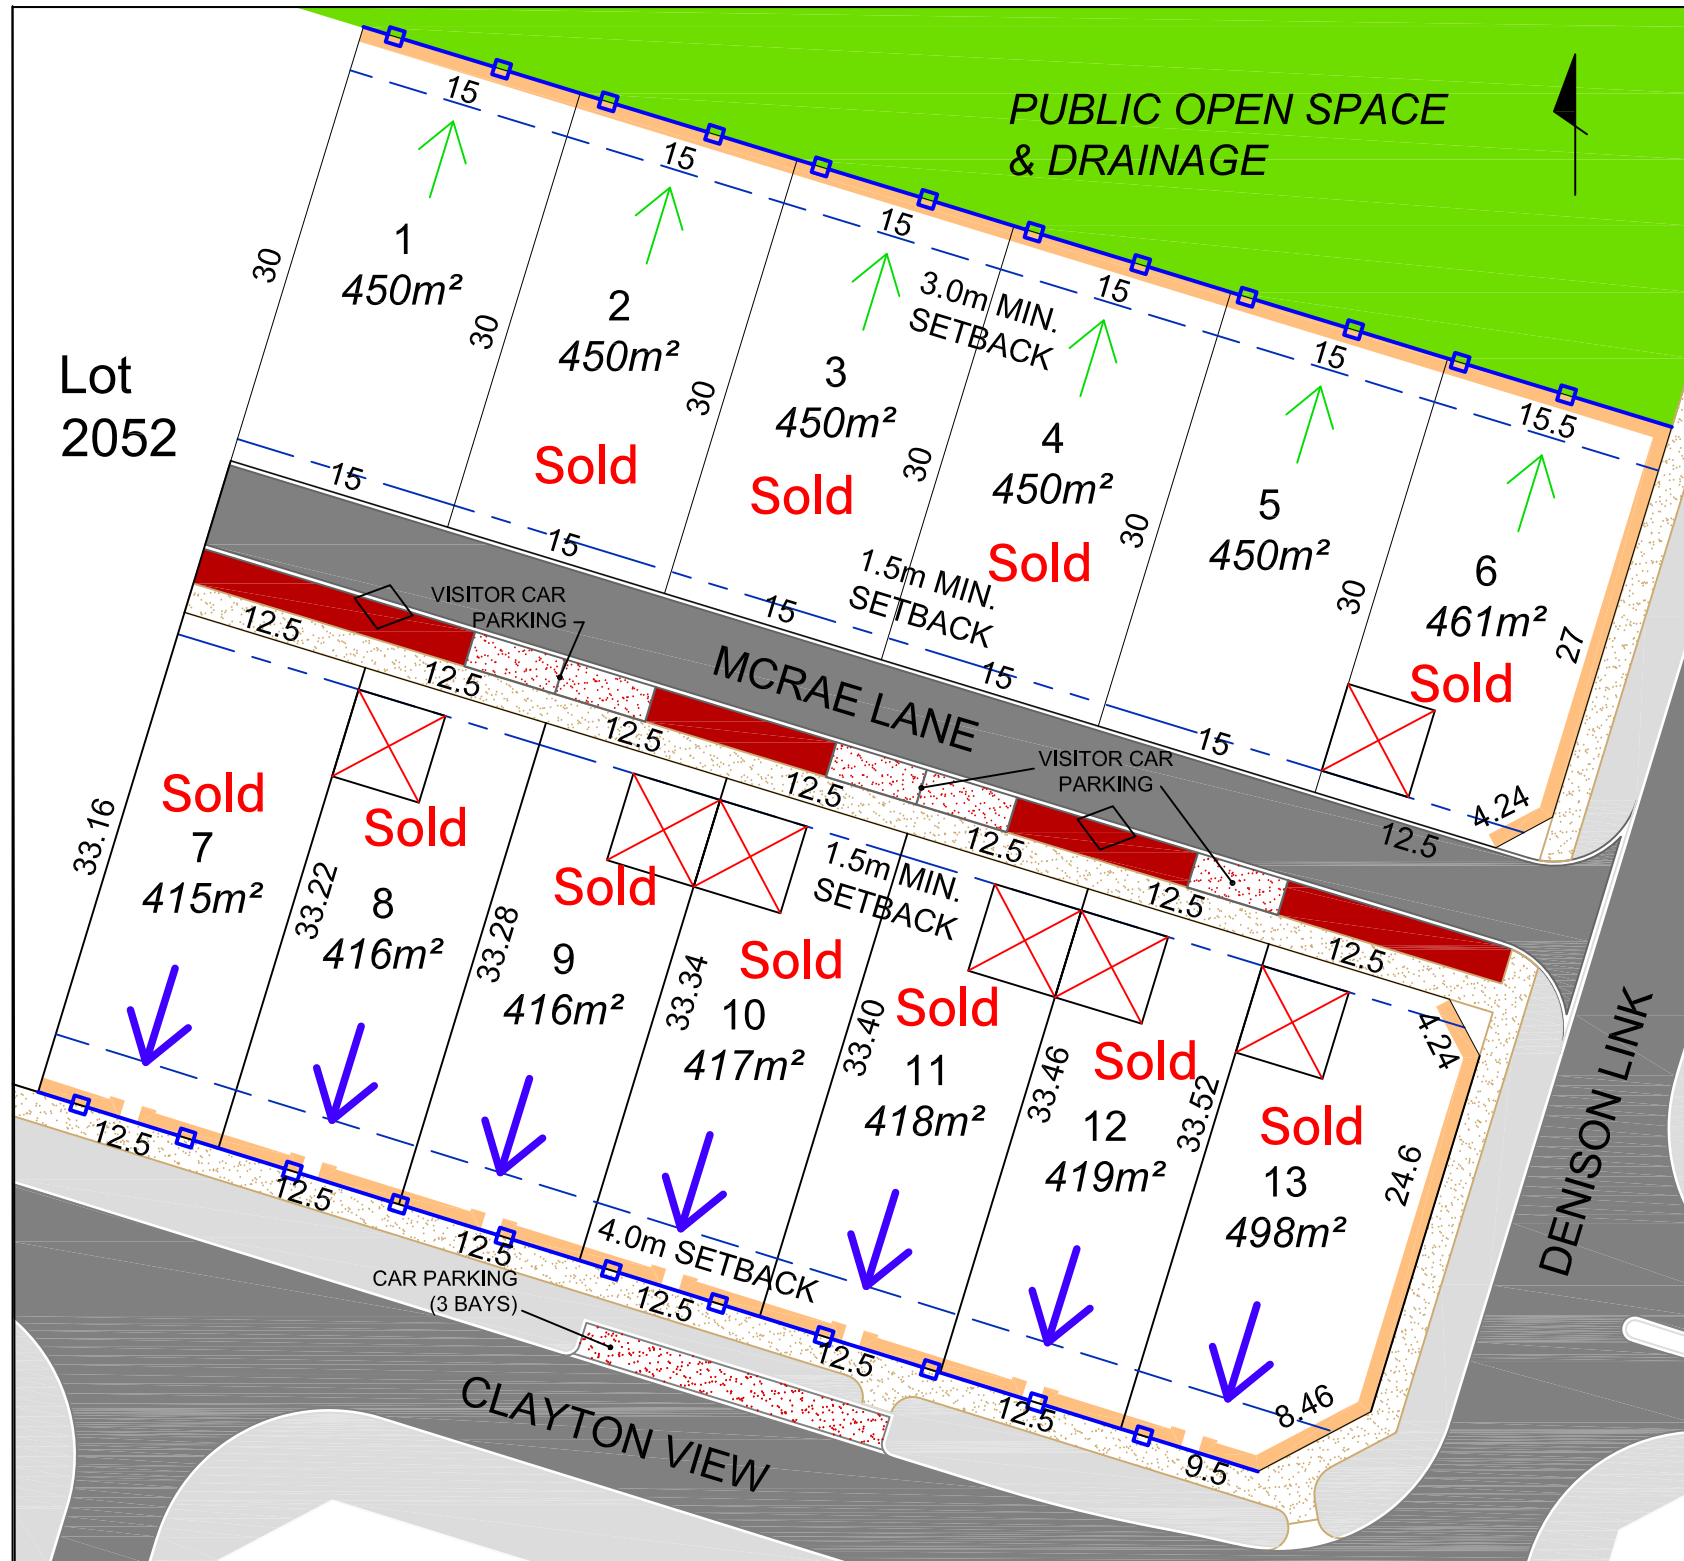 PUBLIC OPEN SPACE
& DRAINAGE
15
15
15
15
15
15.5
1
450m²
2
450m²
3
450m²
4
450m²
5
450m²
6
461m²
30
30
30
30
30
30
27
3.0m MIN.
SETBACK
Lot
2052
Sold
Sold
Sold
Sold
1.5m MIN.
SETBACK
15
15
15
15
15
12.5
4.24
VISITOR CAR
PARKING
MCRAE LANE
VISITOR CAR
PARKING
12.5
12.5
12.5
12.5
12.5
12.5
12.5
4.24
1.5m MIN.
SETBACK
Sold
7
415m²
Sold
8
416m²
Sold
9
416m²
Sold
10
417m²
Sold
11
418m²
Sold
12
419m²
Sold
13
498m²
33.16
33.22
33.28
33.34
33.40
33.46
33.52
24.6
8.46
12.5
12.5
12.5
12.5
12.5
12.5
9.5
4.0m SETBACK
CAR PARKING
(3 BAYS)
CLAYTON VIEW
DENISON LINK